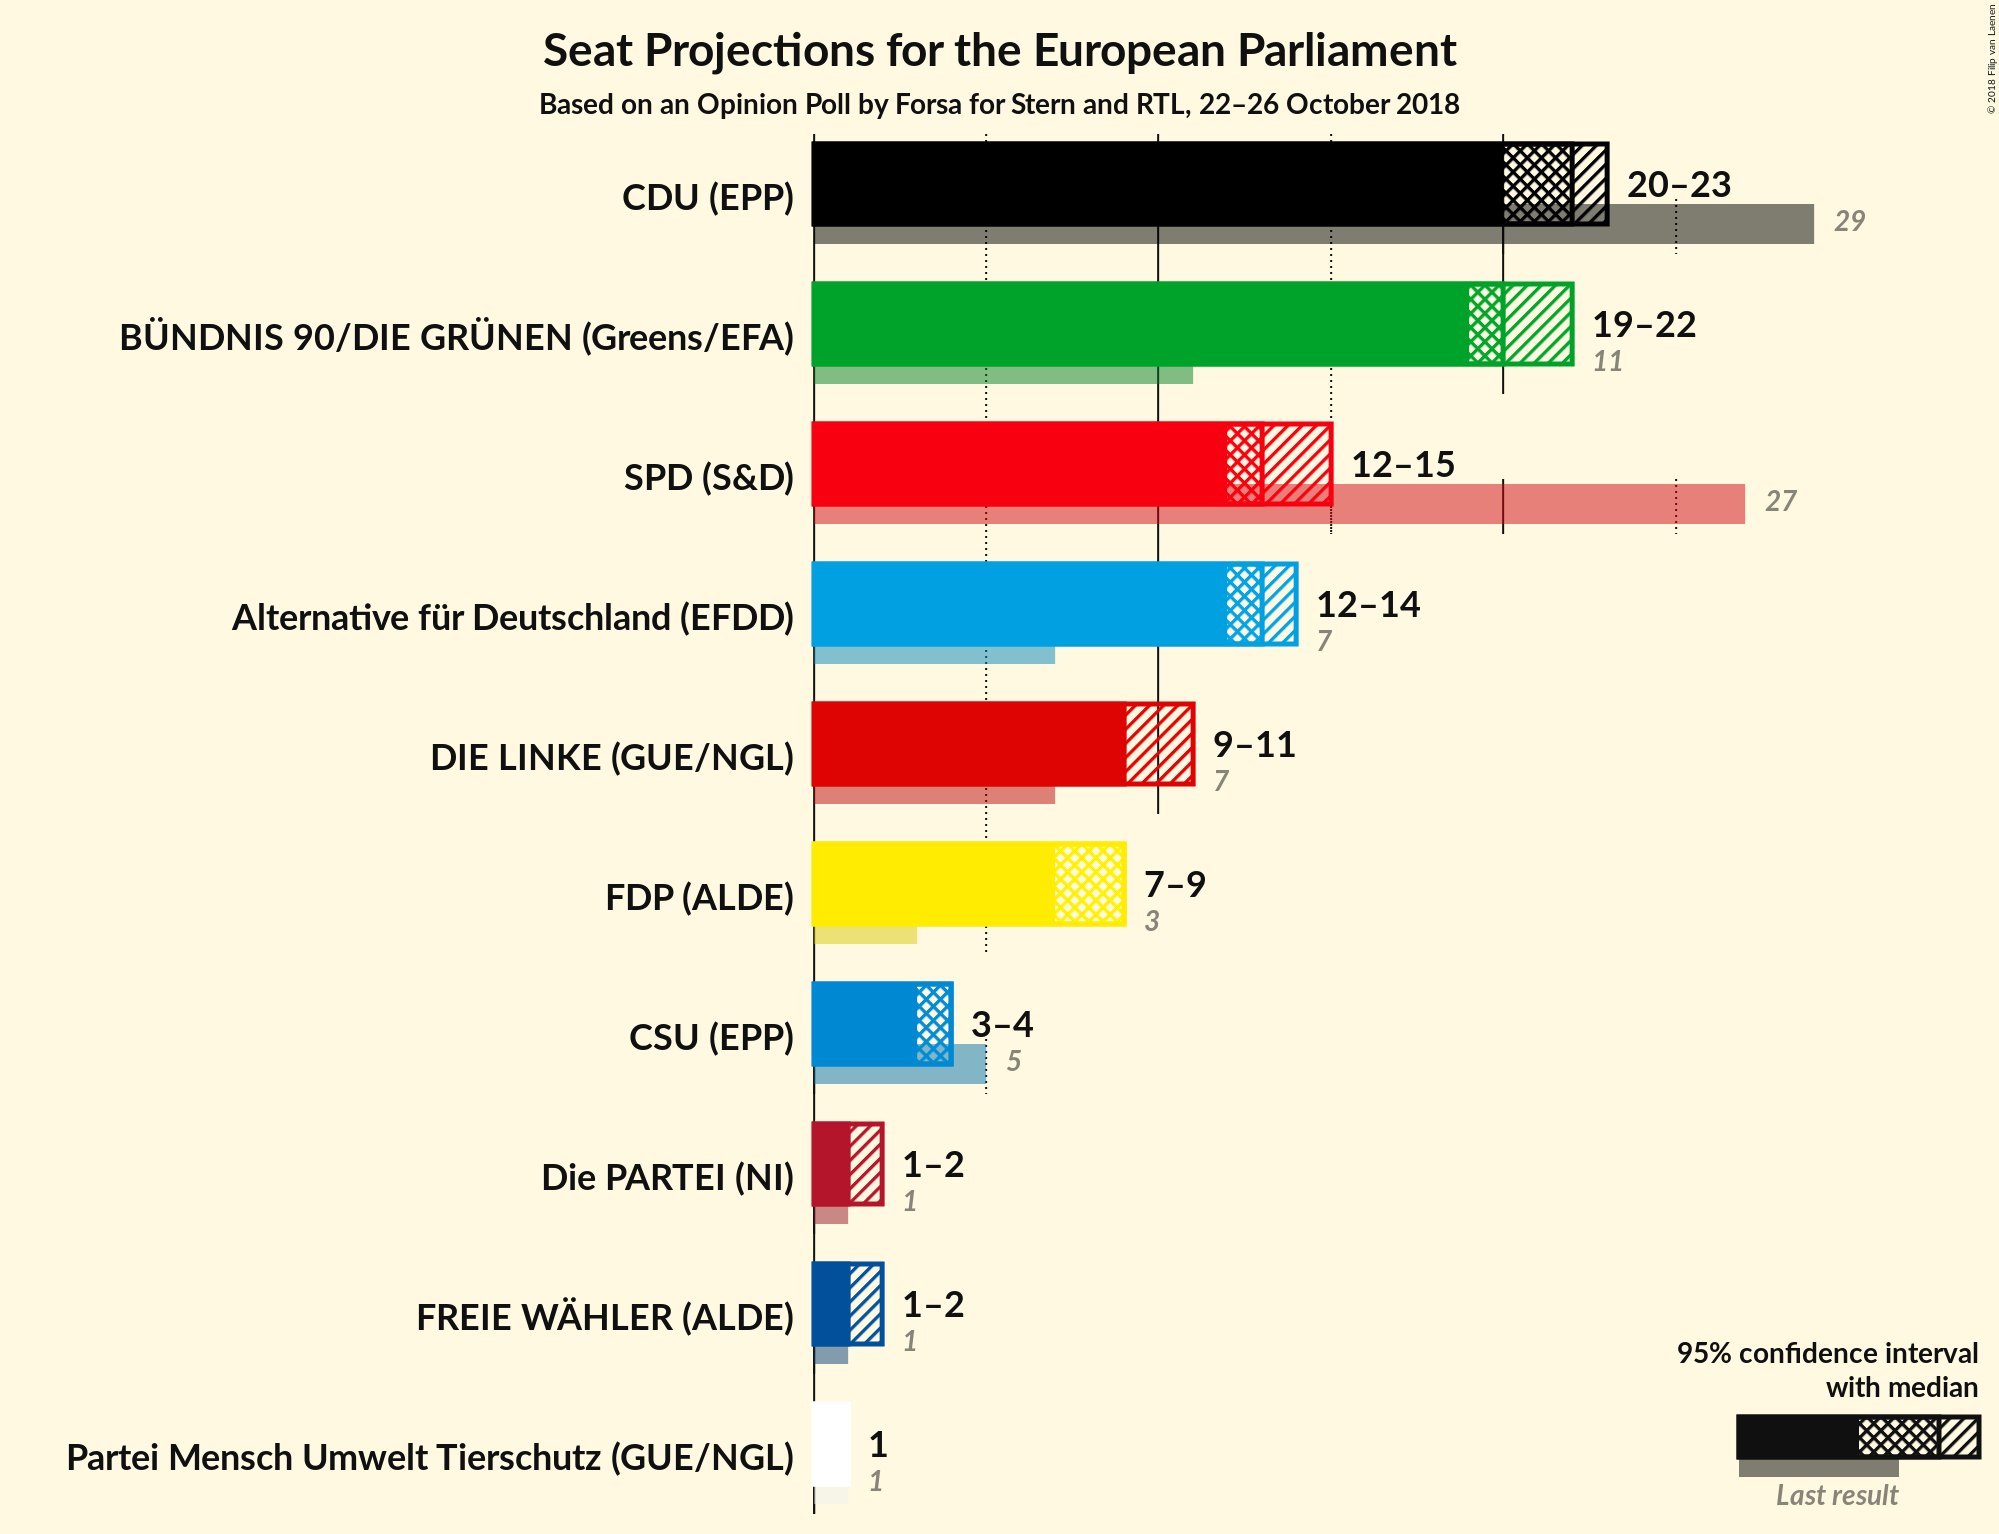 Seat Projections for the European Parliament
Based on an Opinion Poll by Forsa for Stern and RTL, 22–26 October 2018
© 2018 Filip van Laenen
CDU (EPP)
20–23
29
BÜNDNIS 90/DIE GRÜNEN (Greens/EFA)
19–22
11
SPD (S&D)
12–15
27
Alternative für Deutschland (EFDD)
12–14
7
DIE LINKE (GUE/NGL)
9–11
7
FDP (ALDE)
7–9
3
CSU (EPP)
3–4
5
Die PARTEI (NI)
1–2
1
FREIE WÄHLER (ALDE)
1–2
1
Partei Mensch Umwelt Tierschutz (GUE/NGL)
1
1
95% confidence interval
with median
Last result